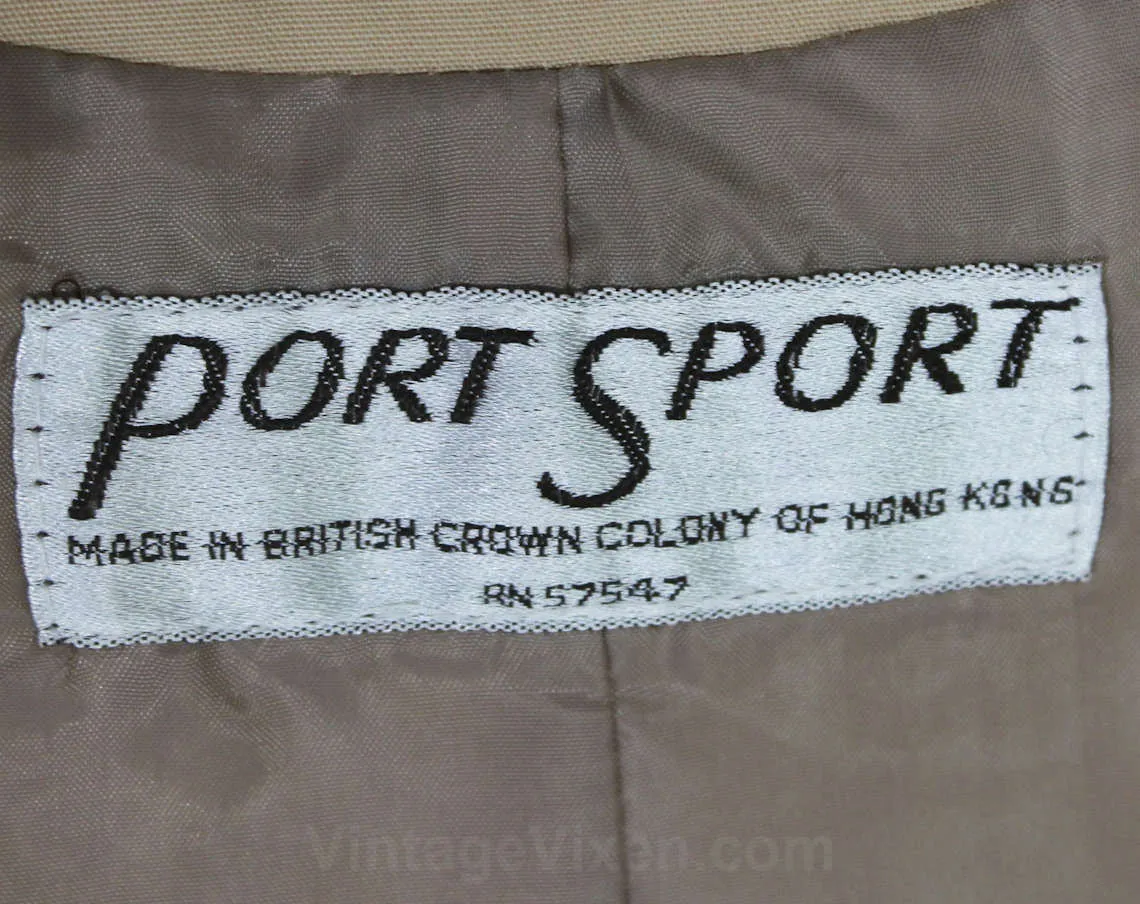 PORT SPORT
MADE IN BRITISH CROWN COLONY OF HONG KONG
RN 57547
VintageVixen.com